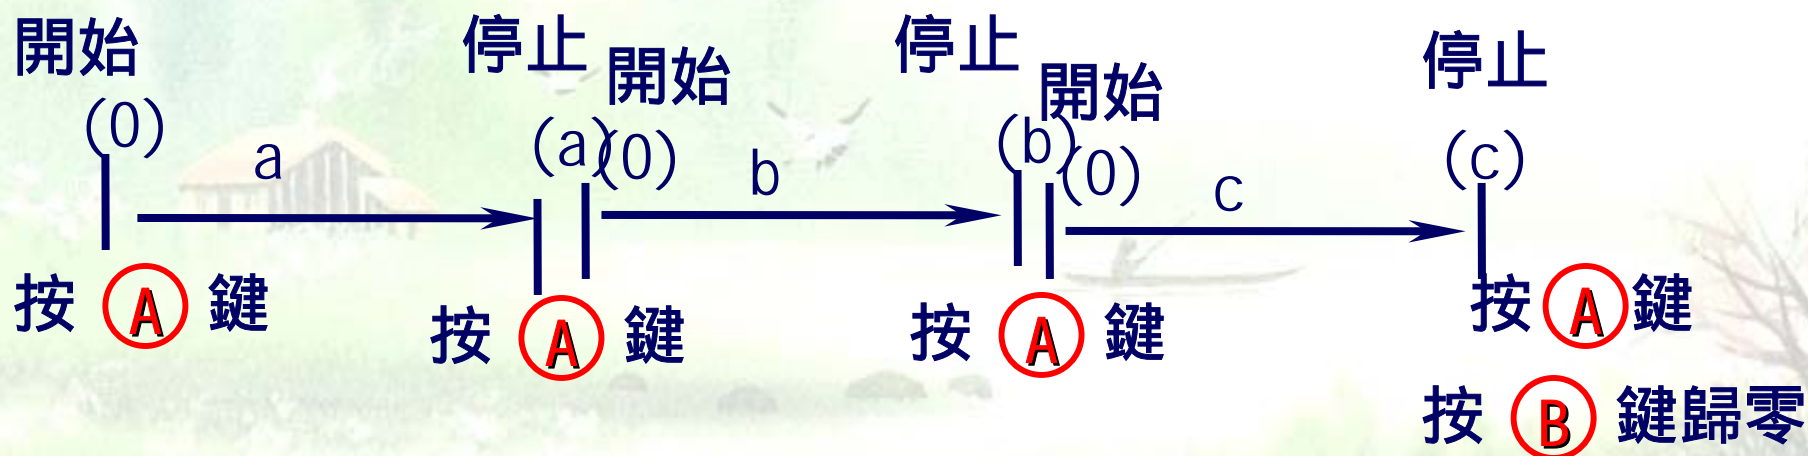 開始 停止 開始 停止 開始 停止
(0) a (a) (0) b (b) (0) c (c)
按 A 鍵 按 A 鍵 按 A 鍵 按 A 鍵
按 B 鍵歸零